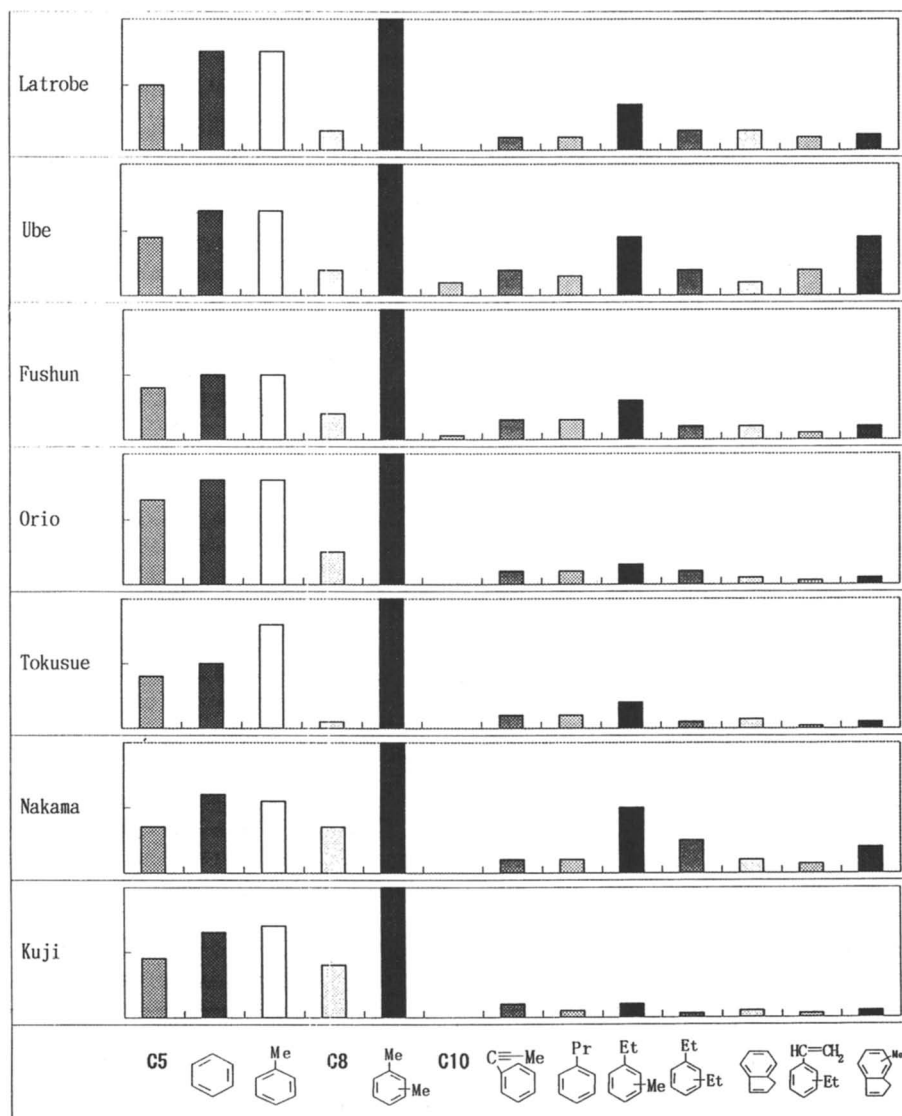 Latrobe
Ube
Fushun
Orio
Tokusue
Nakama
Kuji
C5
Me
C8
Me
Me
C10
C≡Me
Pr
Et
Me
Et
Et
HC=CH₂
Et
Me